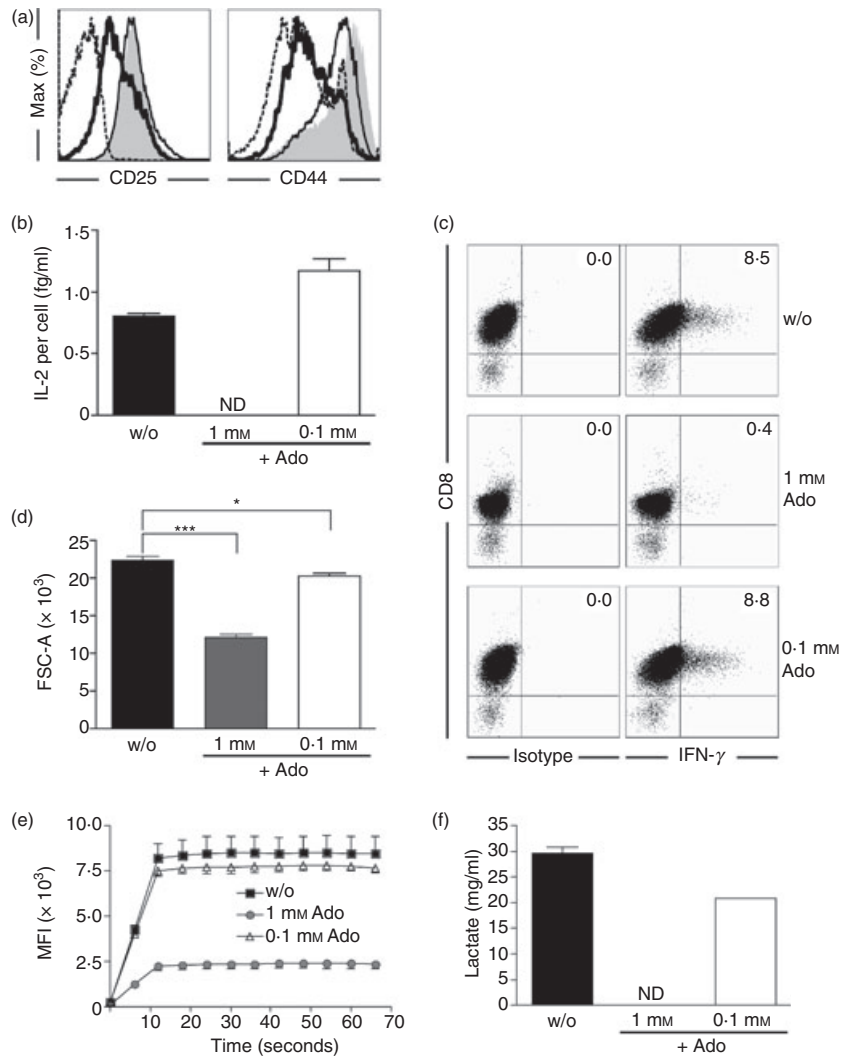 (a)
Max (%)
CD25
CD44
(b)
IL-2 per cell (fg/ml)
1·5
1·0
0·5
0
ND
w/o
1 mM
0·1 mM
+ Ado
(c)
CD8
0·0
8·5
w/o
0·0
0·4
1 mM
Ado
0·0
8·8
0·1 mM
Ado
Isotype
IFN-γ
(d)
FSC-A (× 10³)
25
20
15
10
5
0
***
*
w/o
1 mM
0·1 mM
+ Ado
(e)
MFI (× 10³)
10·0
7·5
5·0
2·5
0
w/o
1 mM Ado
0·1 mM Ado
0
10
20
30
40
50
60
70
Time (seconds)
(f)
Lactate (mg/ml)
35
30
25
20
15
10
5
0
ND
w/o
1 mM
0·1 mM
+ Ado